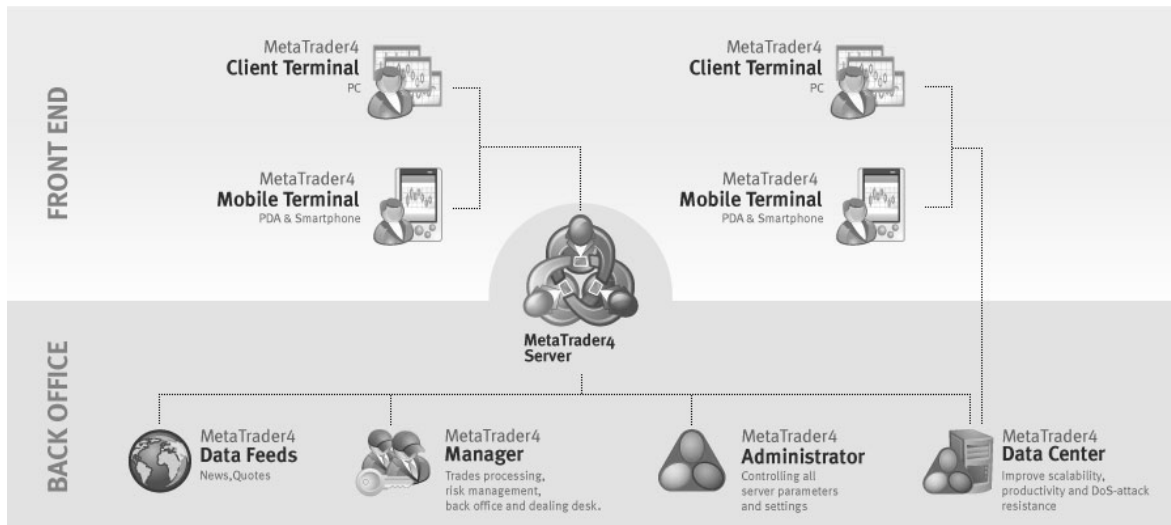 FRONT END
MetaTrader4
Client Terminal
PC
MetaTrader4
Mobile Terminal
PDA & Smartphone
MetaTrader4
Client Terminal
PC
MetaTrader4
Mobile Terminal
PDA & Smartphone
MetaTrader4
Server
BACK OFFICE
MetaTrader4
Data Feeds
News,Quotes
MetaTrader4
Manager
Trades processing,
risk management,
back office and dealing desk.
MetaTrader4
Administrator
Controlling all
server parameters
and settings
MetaTrader4
Data Center
Improve scalability,
productivity and DoS-attack
resistance